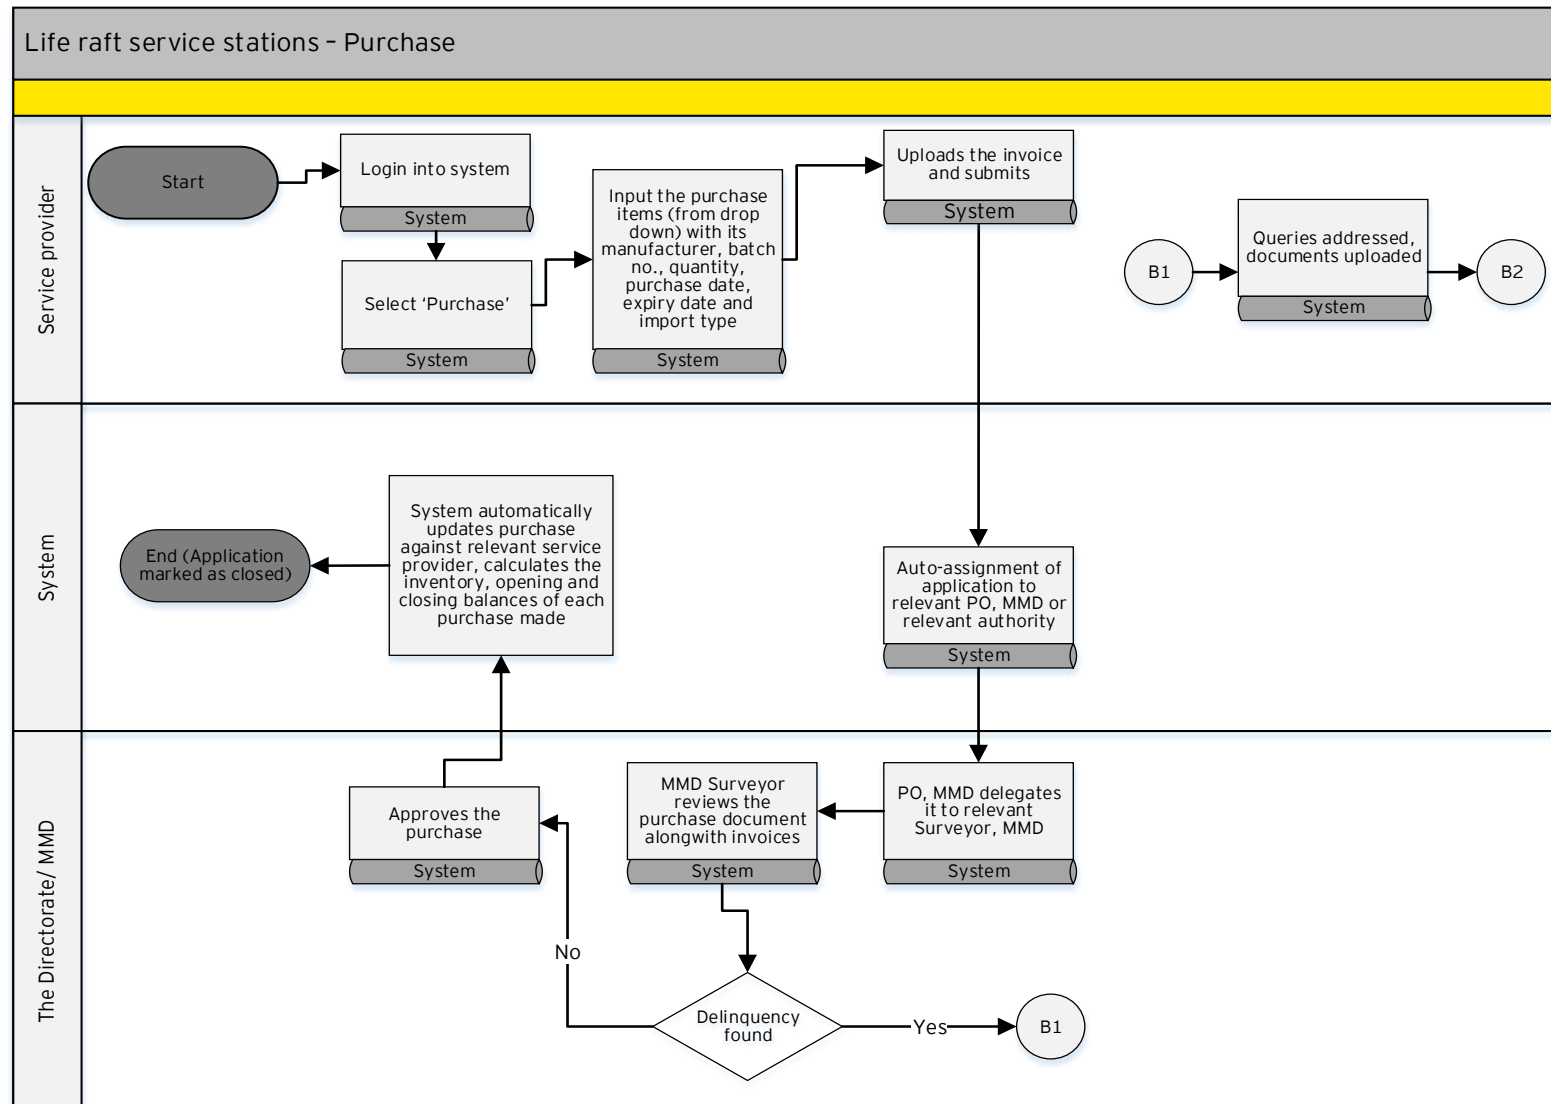 Life raft service stations – Purchase
Service provider
Start
Login into system
System
Select ‘Purchase’
System
Input the purchase
items (from drop
down) with its
manufacturer, batch
no., quantity,
purchase date,
expiry date and
import type
System
Uploads the invoice
and submits
System
B1
Queries addressed,
documents uploaded
System
B2
System
End (Application
marked as closed)
System automatically
updates purchase
against relevant service
provider, calculates the
inventory, opening and
closing balances of each
purchase made
Auto-assignment of
application to
relevant PO, MMD or
relevant authority
System
The Directorate/ MMD
Approves the
purchase
System
MMD Surveyor
reviews the
purchase document
alongwith invoices
System
PO, MMD delegates
it to relevant
Surveyor, MMD
System
No
Delinquency
found
Yes
B1